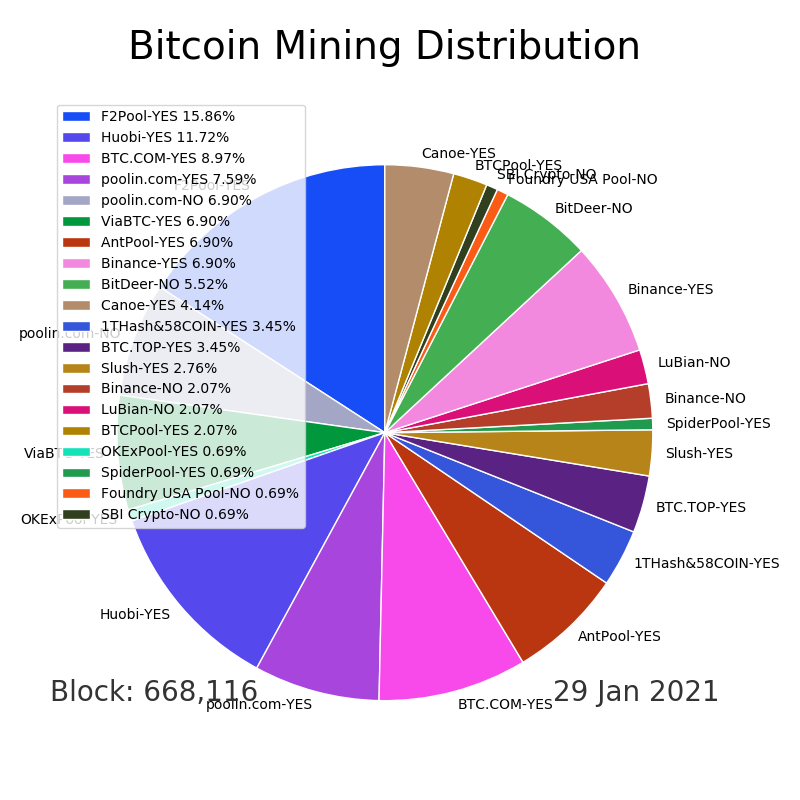 Bitcoin Mining Distribution
F2Pool-YES 15.86%
Huobi-YES 11.72%
BTC.COM-YES 8.97%
poolin.com-YES 7.59%
poolin.com-NO 6.90%
ViaBTC-YES 6.90%
AntPool-YES 6.90%
Binance-YES 6.90%
BitDeer-NO 5.52%
Canoe-YES 4.14%
1THash&58COIN-YES 3.45%
BTC.TOP-YES 3.45%
Slush-YES 2.76%
Binance-NO 2.07%
LuBian-NO 2.07%
BTCPool-YES 2.07%
OKExPool-YES 0.69%
SpiderPool-YES 0.69%
Foundry USA Pool-NO 0.69%
SBI Crypto-NO 0.69%
Canoe-YES
BTCPool-YES
SBI Crypto-NO
Foundry USA Pool-NO
BitDeer-NO
Binance-YES
LuBian-NO
Binance-NO
SpiderPool-YES
Slush-YES
BTC.TOP-YES
1THash&58COIN-YES
AntPool-YES
BTC.COM-YES
poolin.com-YES
Huobi-YES
OKExPool-YES
ViaBTC-YES
poolin.com-NO
F2Pool-YES
Block: 668,116
29 Jan 2021